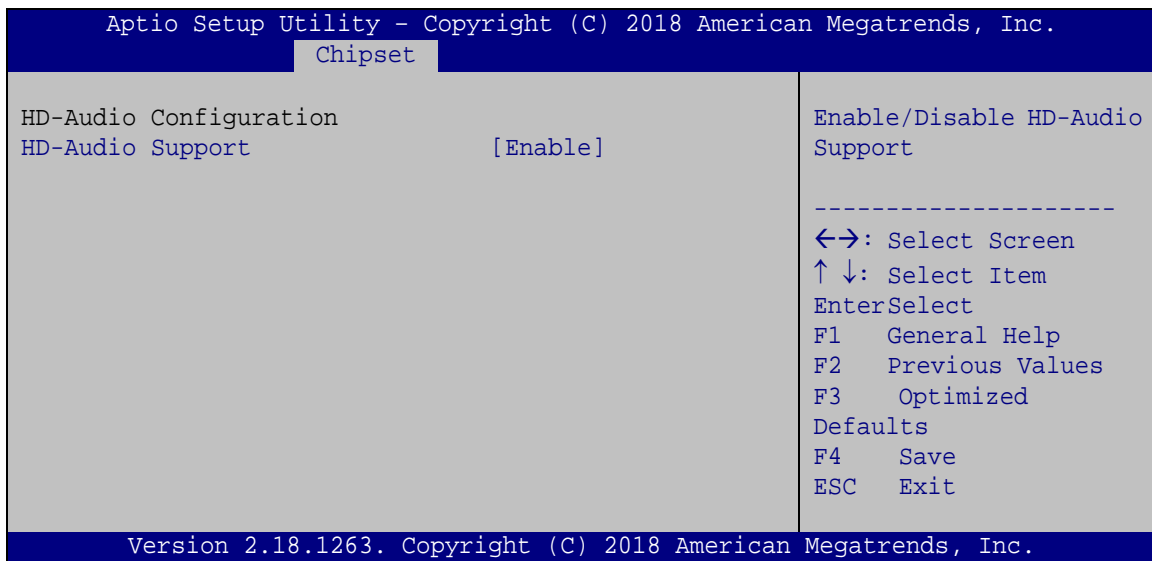 Aptio Setup Utility – Copyright (C) 2018 American Megatrends, Inc.
Chipset
HD-Audio Configuration
HD-Audio Support [Enable]
Enable/Disable HD-Audio
Support
---------------------
←→: Select Screen
↑ ↓: Select Item
EnterSelect
F1 General Help
F2 Previous Values
F3 Optimized
Defaults
F4 Save
ESC Exit
Version 2.18.1263. Copyright (C) 2018 American Megatrends, Inc.